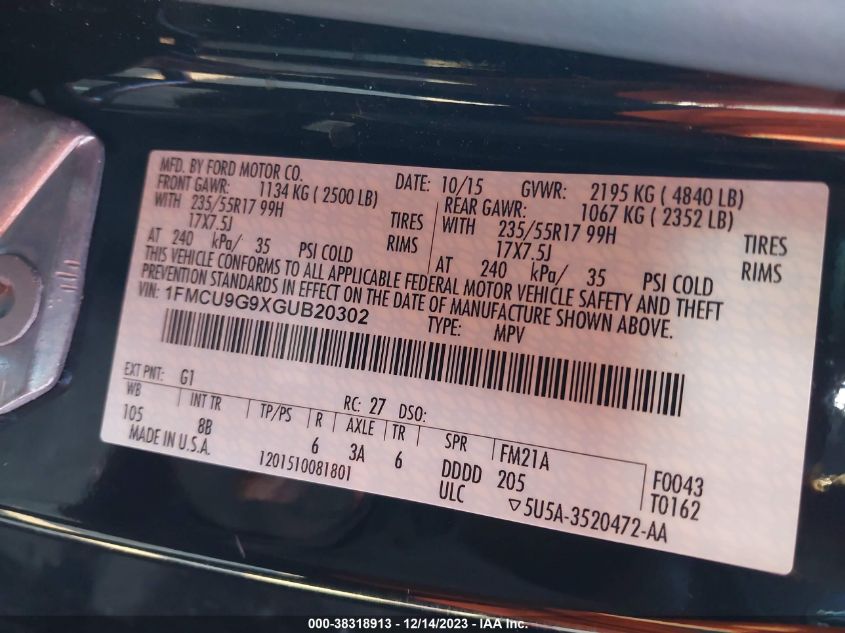 MFD. BY FORD MOTOR CO.
DATE: 10/15 GVWR: 2195 KG ( 4840 LB)
FRONT GAWR: 1134 KG ( 2500 LB) REAR GAWR: 1067 KG ( 2352 LB)
WITH 235/55R17 99H TIRES WITH 235/55R17 99H TIRES
17X7.5J RIMS 17X7.5J RIMS
AT 240 kPa/ 35 PSI COLD AT 240 kPa/ 35 PSI COLD
THIS VEHICLE CONFORMS TO ALL APPLICABLE FEDERAL MOTOR VEHICLE SAFETY AND THEFT
PREVENTION STANDARDS IN EFFECT ON THE DATE OF MANUFACTURE SHOWN ABOVE.
VIN: 1FMCU9G9XGUB20302 TYPE: MPV
EXT PNT: G1 RC: 27 DSO:
WB INT TR TP/PS R AXLE TR SPR FM21A
105 8B 6 3A 6 DDDD 205 F0043
MADE IN U.S.A. 1201510081801 ULC T0162
5U5A-3520472-AA
000-38318913 - 12/14/2023 - IAA Inc.